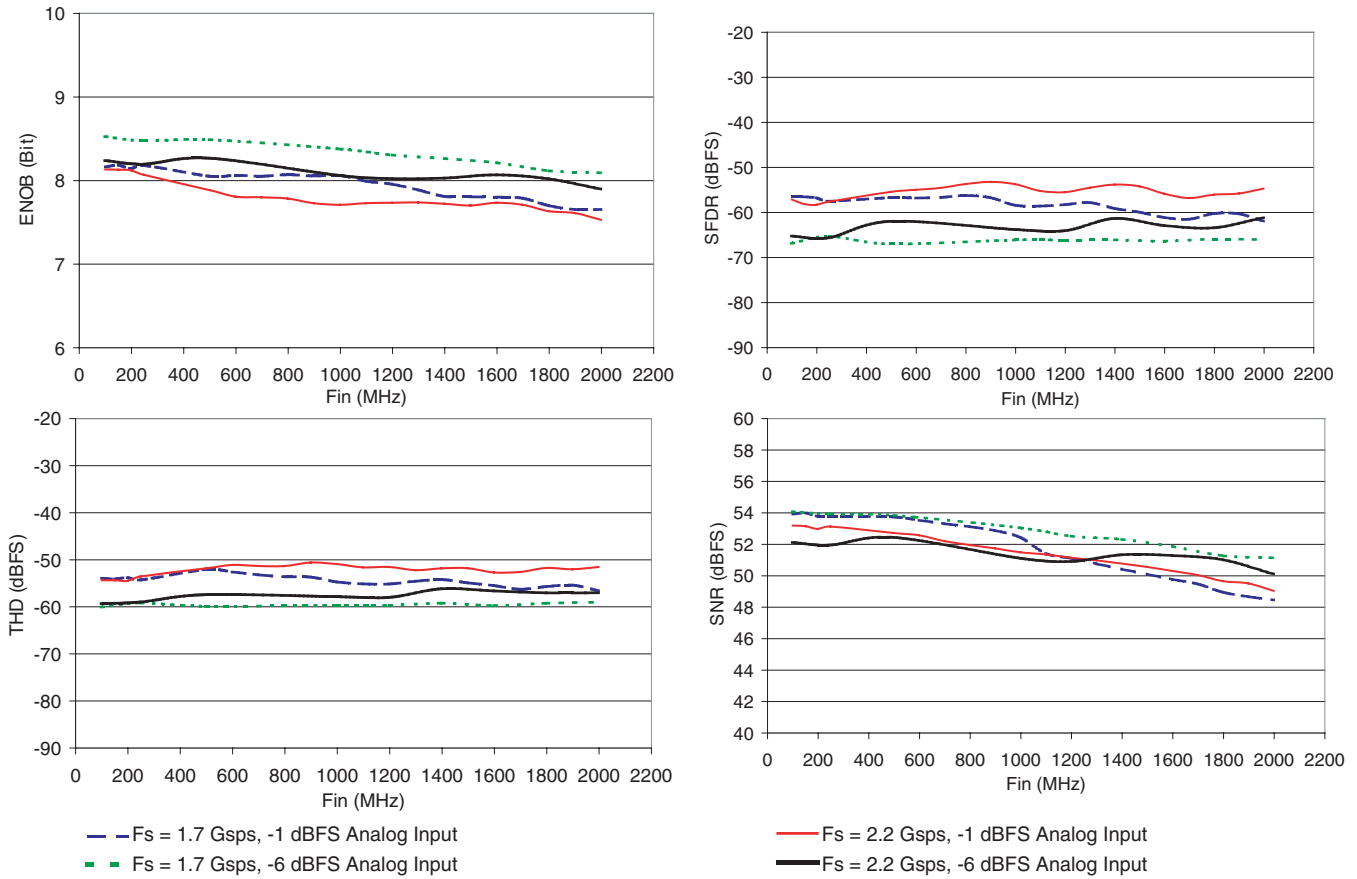 10
9
8
7
6
ENOB (Bit)
0 200 400 600 800 1000 1200 1400 1600 1800 2000 2200
Fin (MHz)
-20
-30
-40
-50
-60
-70
-80
-90
SFDR (dBFS)
0 200 400 600 800 1000 1200 1400 1600 1800 2000 2200
Fin (MHz)
-20
-30
-40
-50
-60
-70
-80
-90
THD (dBFS)
0 200 400 600 800 1000 1200 1400 1600 1800 2000 2200
Fin (MHz)
60
58
56
54
52
50
48
46
44
42
40
SNR (dBFS)
0 200 400 600 800 1000 1200 1400 1600 1800 2000 2200
Fin (MHz)
Fs = 1.7 Gsps, -1 dBFS Analog Input
Fs = 1.7 Gsps, -6 dBFS Analog Input
Fs = 2.2 Gsps, -1 dBFS Analog Input
Fs = 2.2 Gsps, -6 dBFS Analog Input